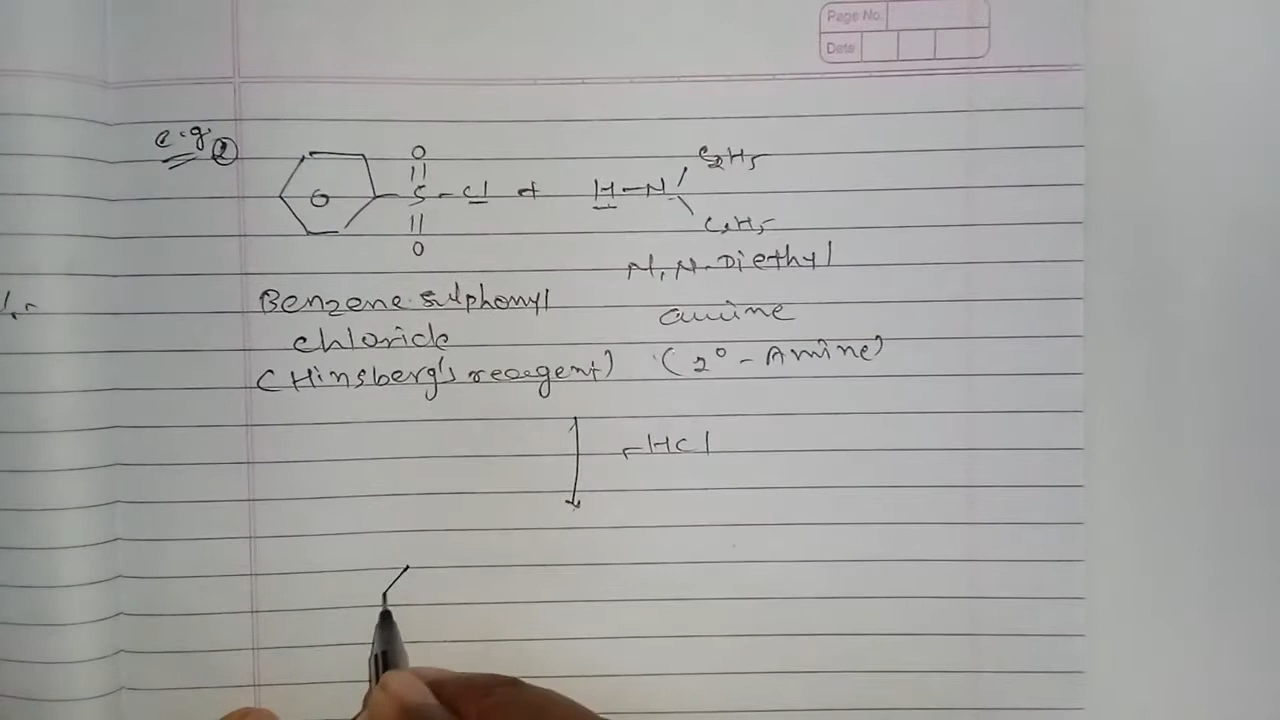 Page No.
Date
e.g. ②
O
S - Cl + H - N
C2H5
C2H5
O
N, N-Diethyl
amine
(2° - Amine)
Benzene sulphonyl
chloride
(Hinsberg's reagent)
-HCl